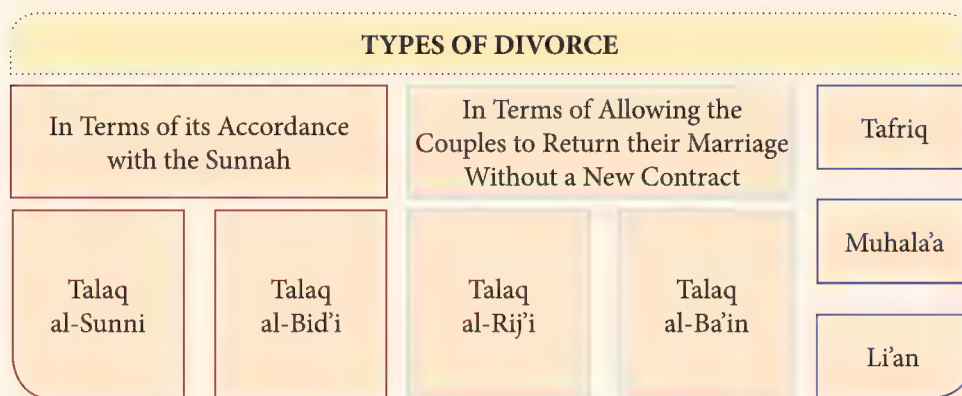 TYPES OF DIVORCE
In Terms of its Accordance
with the Sunnah
In Terms of Allowing the
Couples to Return their Marriage
Without a New Contract
Tafriq
Muhala’a
Li’an
Talaq
al-Sunni
Talaq
al-Bid’i
Talaq
al-Rij’i
Talaq
al-Ba’in